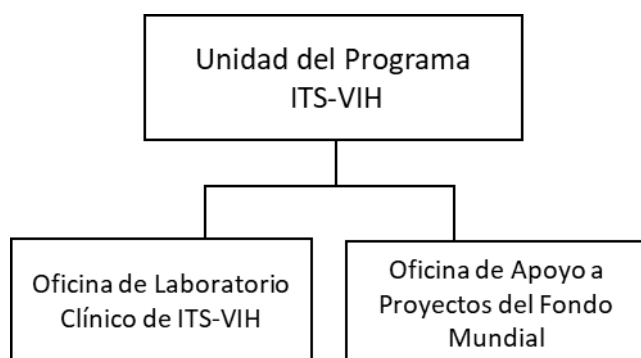 Unidad del Programa
ITS-VIH
Oficina de Laboratorio
Clínico de ITS-VIH
Oficina de Apoyo a
Proyectos del Fondo
Mundial